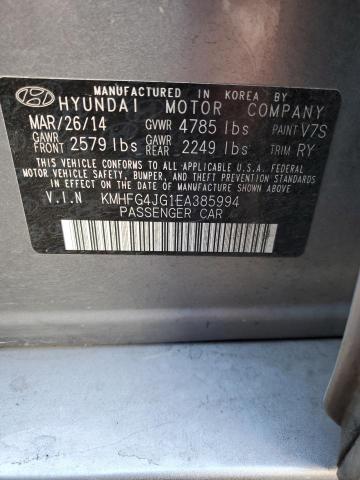 MANUFACTURED IN KOREA BY
HYUNDAI MOTOR COMPANY
MAR/26/14 GVWR 4785 lbs PAINT V7S
GAWR FRONT 2579 lbs GAWR REAR 2249 lbs TRIM RY
THIS VEHICLE CONFORMS TO ALL APPLICABLE U.S.A. FEDERAL
MOTOR VEHICLE SAFETY, BUMPER, AND THEFT PREVENTION
STANDARDS IN EFFECT ON THE DATE OF MANUFACTURE SHOWN ABOVE.
V.I.N KMHFG4JG1EA385994
PASSENGER CAR